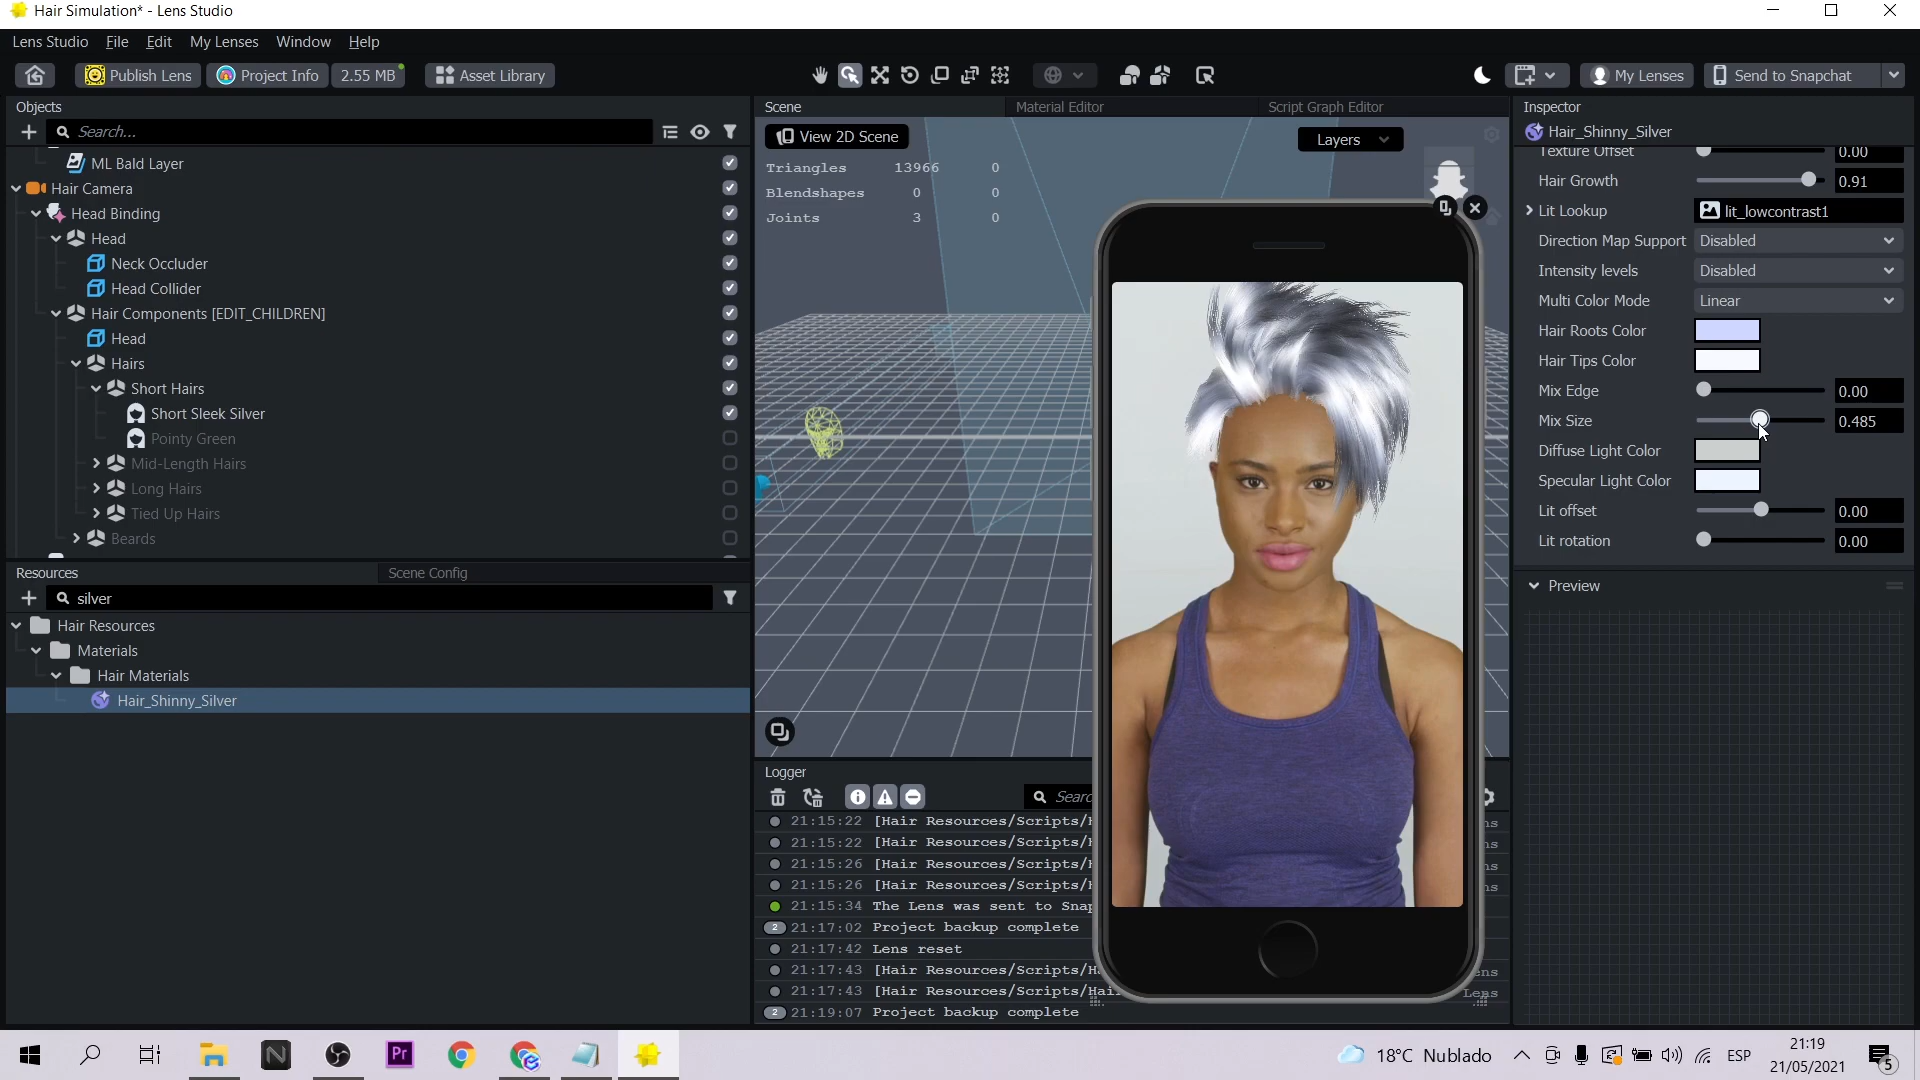 Hair Simulation* - Lens Studio
Lens Studio File Edit My Lenses Window Help
Publish Lens Project Info 2.55 MB Asset Library My Lenses Send to Snapchat
Objects
Search...
ML Bald Layer
Hair Camera
Head Binding
Head
Neck Occluder
Head Collider
Hair Components [EDIT_CHILDREN]
Head
Hairs
Short Hairs
Short Sleek Silver
Pointy Green
Mid-Length Hairs
Long Hairs
Tied Up Hairs
Beards
Resources Scene Config
silver
Hair Resources
Materials
Hair Materials
Hair_Shinny_Silver
Scene Material Editor Script Graph Editor
View 2D Scene Layers
Triangles 13966 0
Blendshapes 0 0
Joints 3 0
Logger
Searc
21:15:22 [Hair Resources/Scripts/H
21:15:22 [Hair Resources/Scripts/H
21:15:26 [Hair Resources/Scripts/H
21:15:26 [Hair Resources/Scripts/H
21:15:34 The Lens was sent to Snap
2 21:17:02 Project backup complete
21:17:42 Lens reset
21:17:43 [Hair Resources/Scripts/Ha
21:17:43 [Hair Resources/Scripts/Hai
2 21:19:07 Project backup complete
Inspector
Hair_Shinny_Silver
Texture Offset 0.00
Hair Growth 0.91
Lit Lookup lit_lowcontrast1
Direction Map Support Disabled
Intensity levels Disabled
Multi Color Mode Linear
Hair Roots Color
Hair Tips Color
Mix Edge 0.00
Mix Size 0.485
Diffuse Light Color
Specular Light Color
Lit offset 0.00
Lit rotation 0.00
Preview
Pr
18°C Nublado ESP 21:19
21/05/2021
5